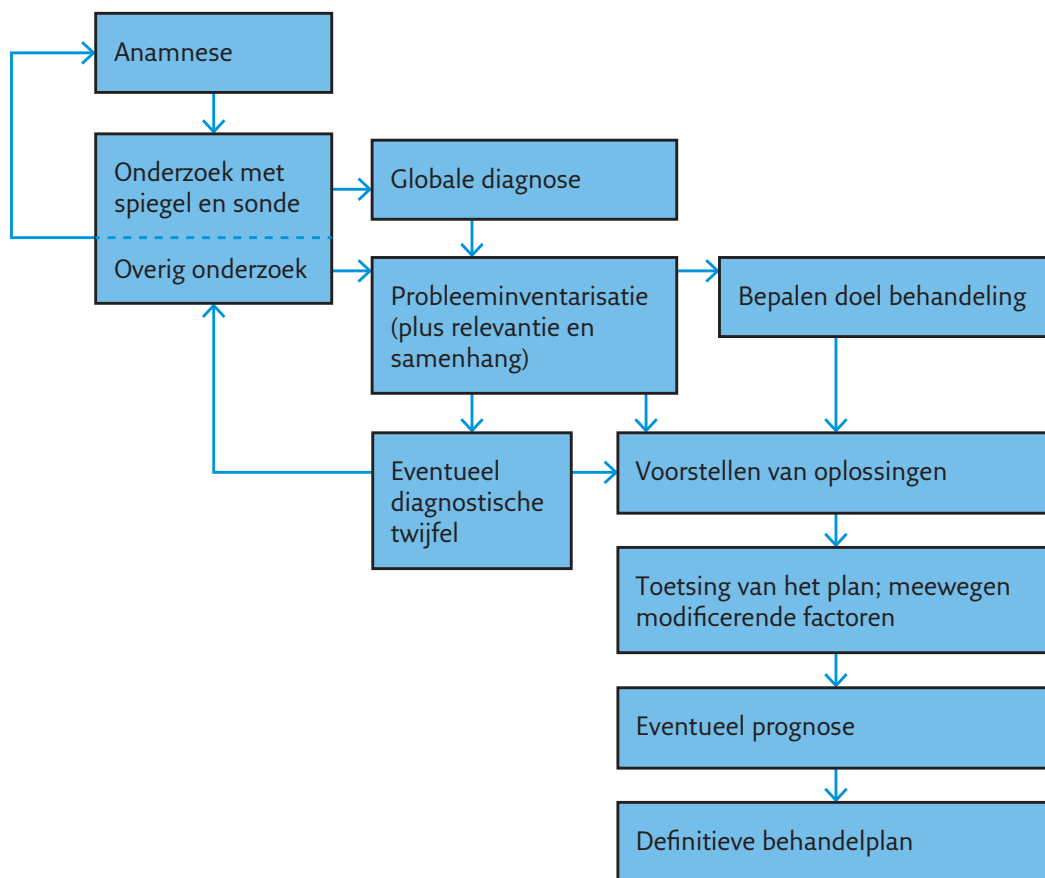 Anamnese
Onderzoek met
spiegel en sonde
Overig onderzoek
Globale diagnose
Probleeminventarisatie
(plus relevantie en
samenhang)
Bepalen doel behandeling
Eventueel
diagnostische
twijfel
Voorstellen van oplossingen
Toetsing van het plan; meewegen
modificerende factoren
Eventueel prognose
Definitieve behandelplan